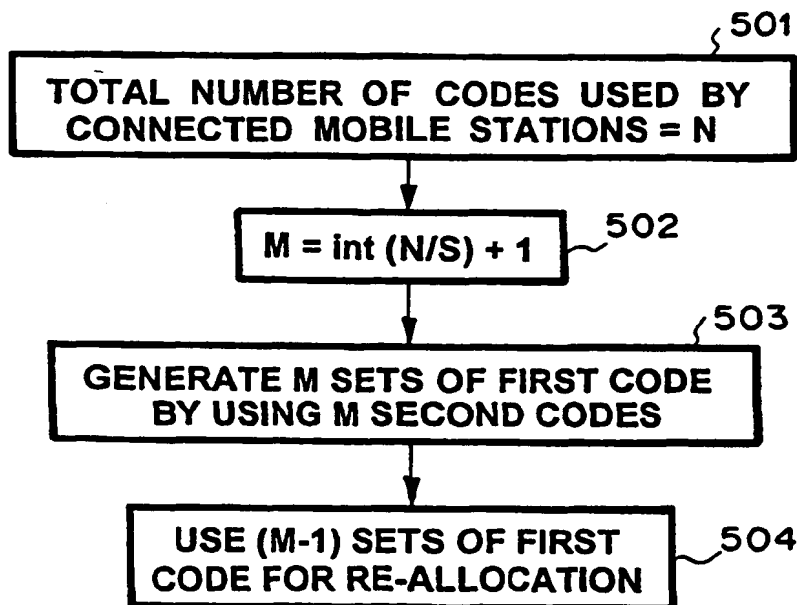 501
TOTAL NUMBER OF CODES USED BY
CONNECTED MOBILE STATIONS = N
502
M = int (N/S) + 1
503
GENERATE M SETS OF FIRST CODE
BY USING M SECOND CODES
504
USE (M-1) SETS OF FIRST
CODE FOR RE-ALLOCATION